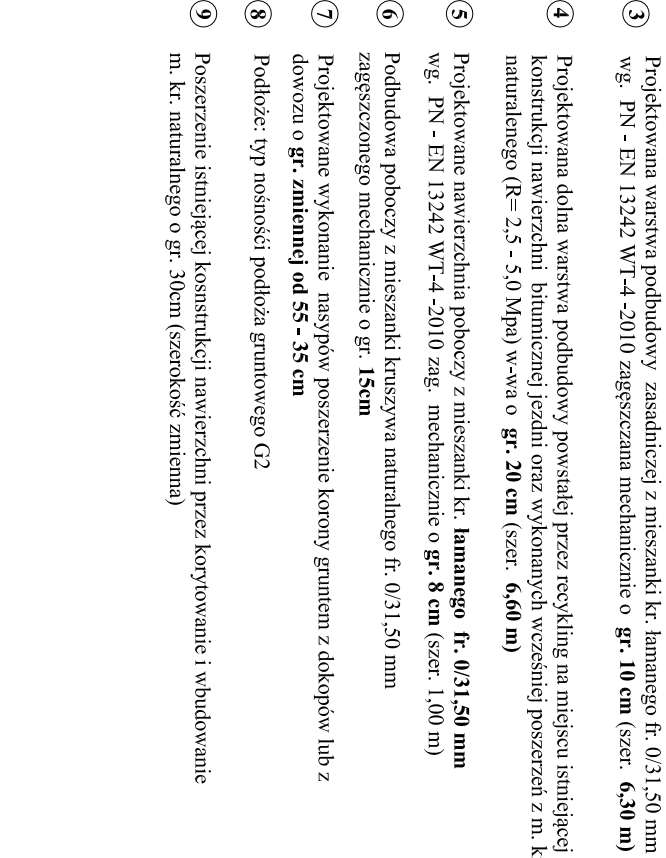 ③ Projektowana warstwa podbudowy zasadniczej z mieszanki kr. łamanego fr. 0/31,50 mm
wg. PN - EN 13242 WT-4 -2010 zagęszczana mechanicznie o gr. 10 cm (szer. 6,30 m)
④ Projektowana dolna warstwa podbudowy powstałej przez recykling na miejscu istniejącej
konstrukcji nawierzchni bitumicznej jezdni oraz wykonanych wcześniej poszerzeń z m. k
naturalenego (R= 2,5 - 5,0 Mpa) w-wa o gr. 20 cm (szer. 6,60 m)
⑤ Projektowane nawierzchnia poboczy z mieszanki kr. łamanego fr. 0/31,50 mm
wg. PN - EN 13242 WT-4 -2010 zag. mechanicznie o gr. 8 cm (szer. 1,00 m)
⑥ Podbudowa poboczy z mieszanki kruszywa naturalnego fr. 0/31,50 mm
zagęszczonego mechanicznie o gr. 15cm
⑦ Projektowane wykonanie nasypów poszerzenie korony gruntem z dokopów lub z
dowozu o gr. zmiennej od 55 - 35 cm
⑧ Podłoże: typ nośnośći podłoża gruntowego G2
⑨ Poszerzenie istniejącej kosnstrukcji nawierzchni przez korytowanie i wbudowanie
m. kr. naturalnego o gr. 30cm (szerokość zmienna)